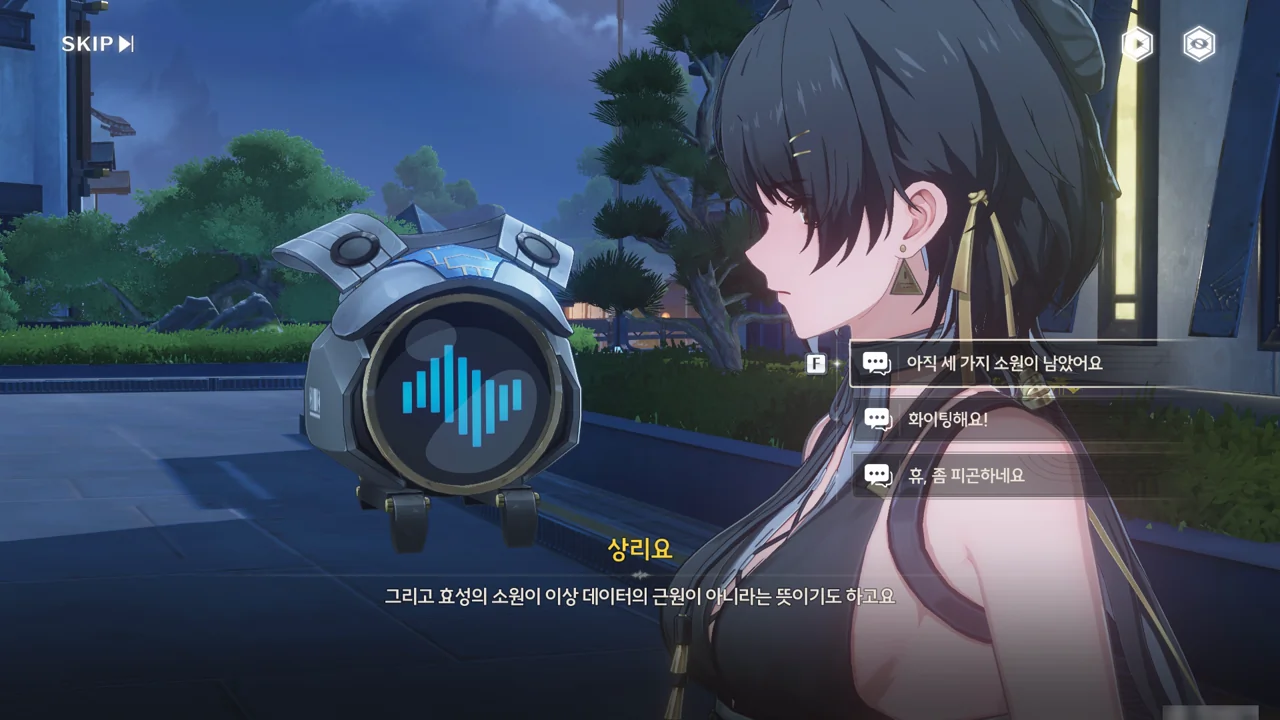 SKIP
F
아직 세 가지 소원이 남았어요
화이팅해요!
휴, 좀 피곤하네요
상리요
그리고 효성의 소원이 이상 데이터의 근원이 아니라는 뜻이기도 하고요